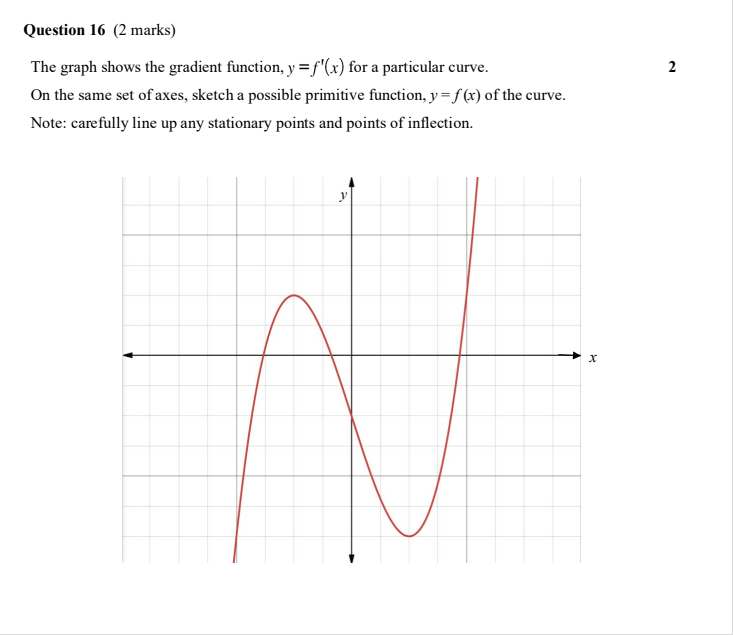 Question 16 (2 marks)
The graph shows the gradient function, y = f'(x) for a particular curve. 2
On the same set of axes, sketch a possible primitive function, y = f (x) of the curve.
Note: carefully line up any stationary points and points of inflection.
y
x